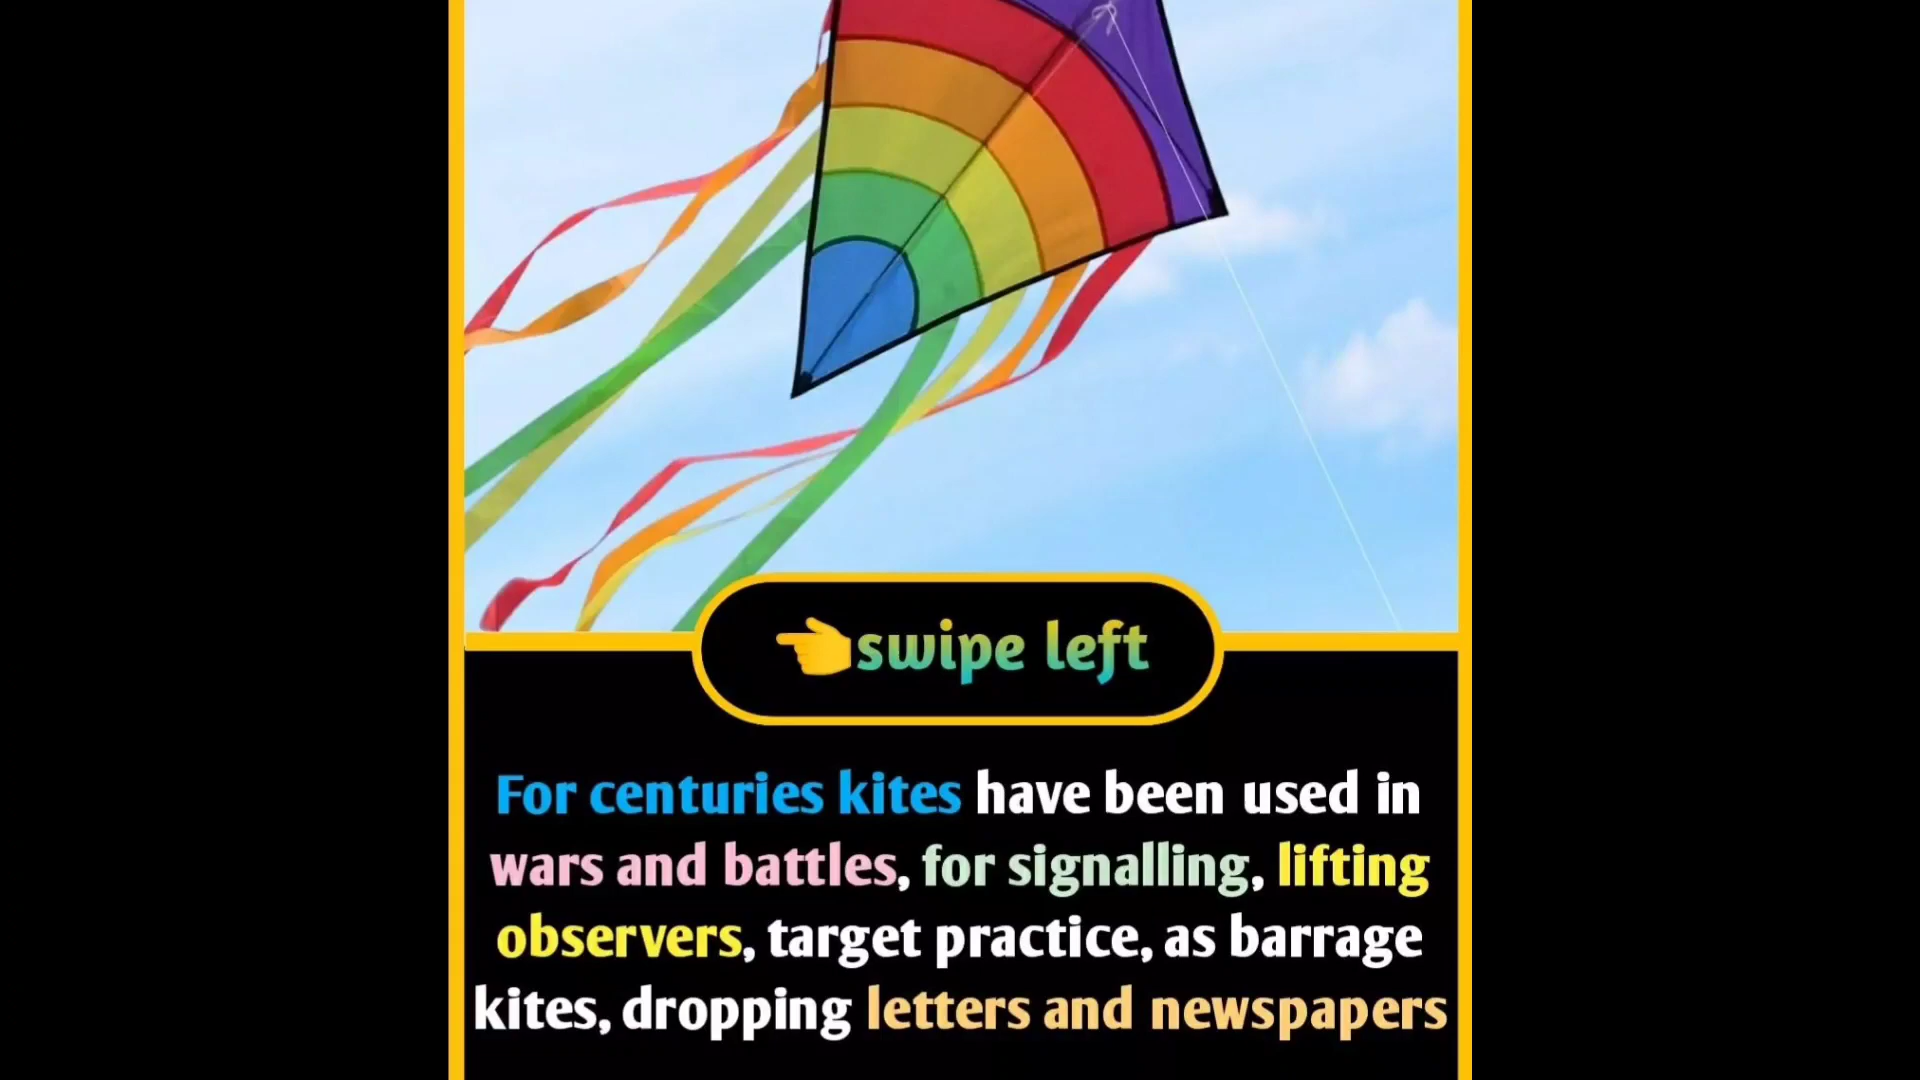 👈swipe left
For centuries kites have been used in
wars and battles, for signalling, lifting
observers, target practice, as barrage
kites, dropping letters and newspapers